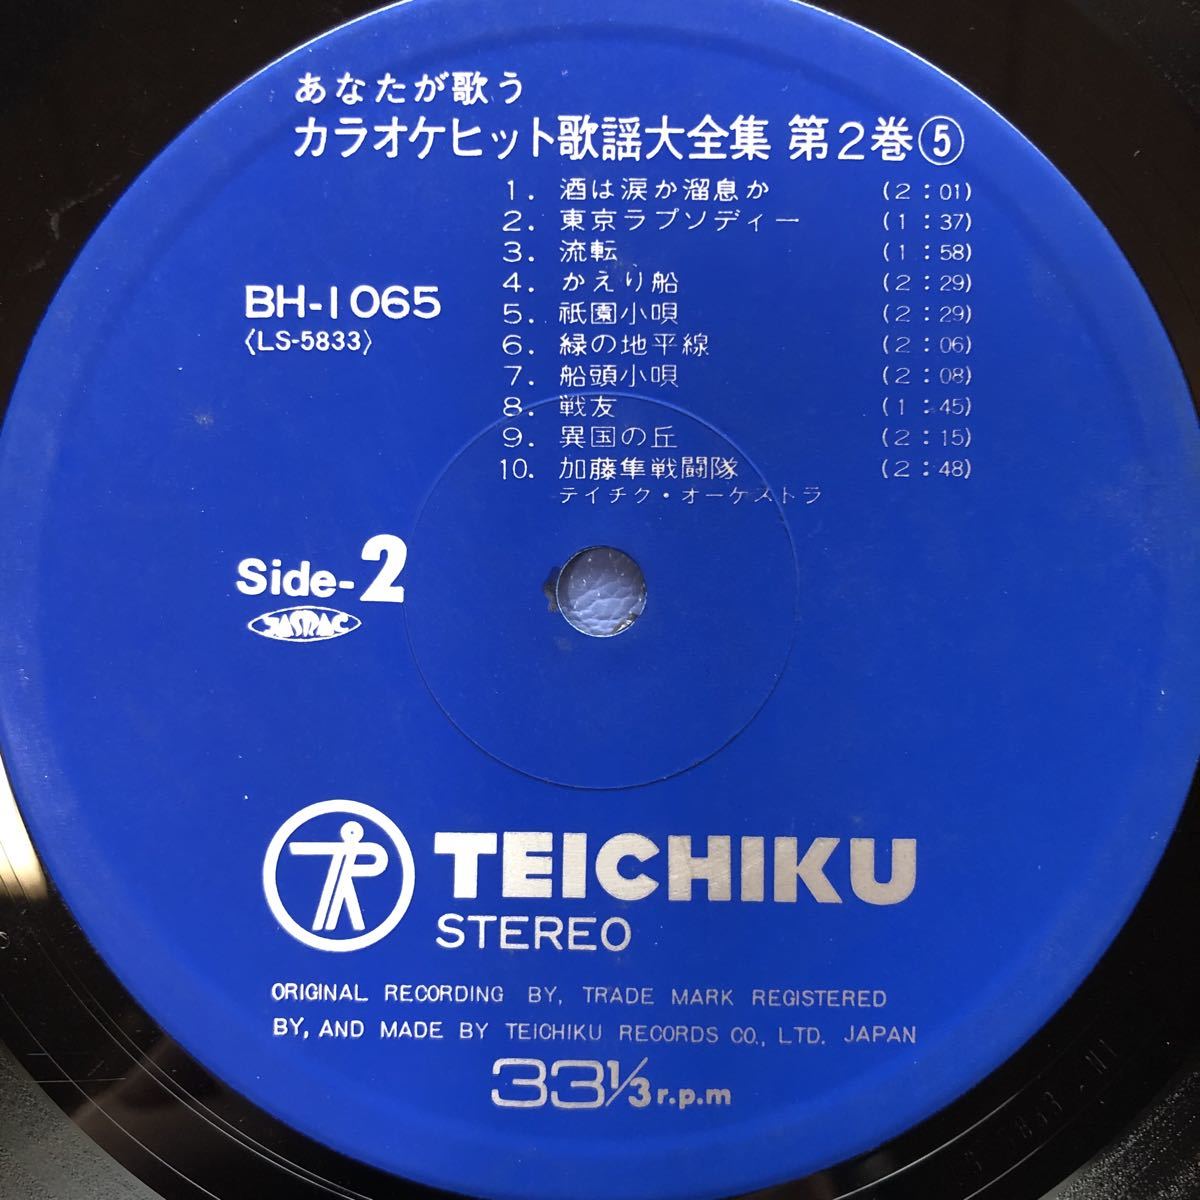 あなたが歌う
カラオケヒット歌謡大全集 第2巻⑤
1. 酒は涙か溜息か (2:01)
2. 東京ラプソディー (1:37)
3. 流転 (1:58)
4. かえり船 (2:29)
5. 祇園小唄 (2:29)
6. 緑の地平線 (2:06)
7. 船頭小唄 (2:08)
8. 戦友 (1:45)
9. 異国の丘 (2:15)
10. 加藤隼戦闘隊 (2:48)
テイチク・オーケストラ
BH-1065
〈LS-5833〉
Side-2
JASRAC
TEICHIKU
STEREO
ORIGINAL RECORDING BY, TRADE MARK REGISTERED
BY, AND MADE BY TEICHIKU RECORDS CO., LTD. JAPAN
33 1/3 r.p.m